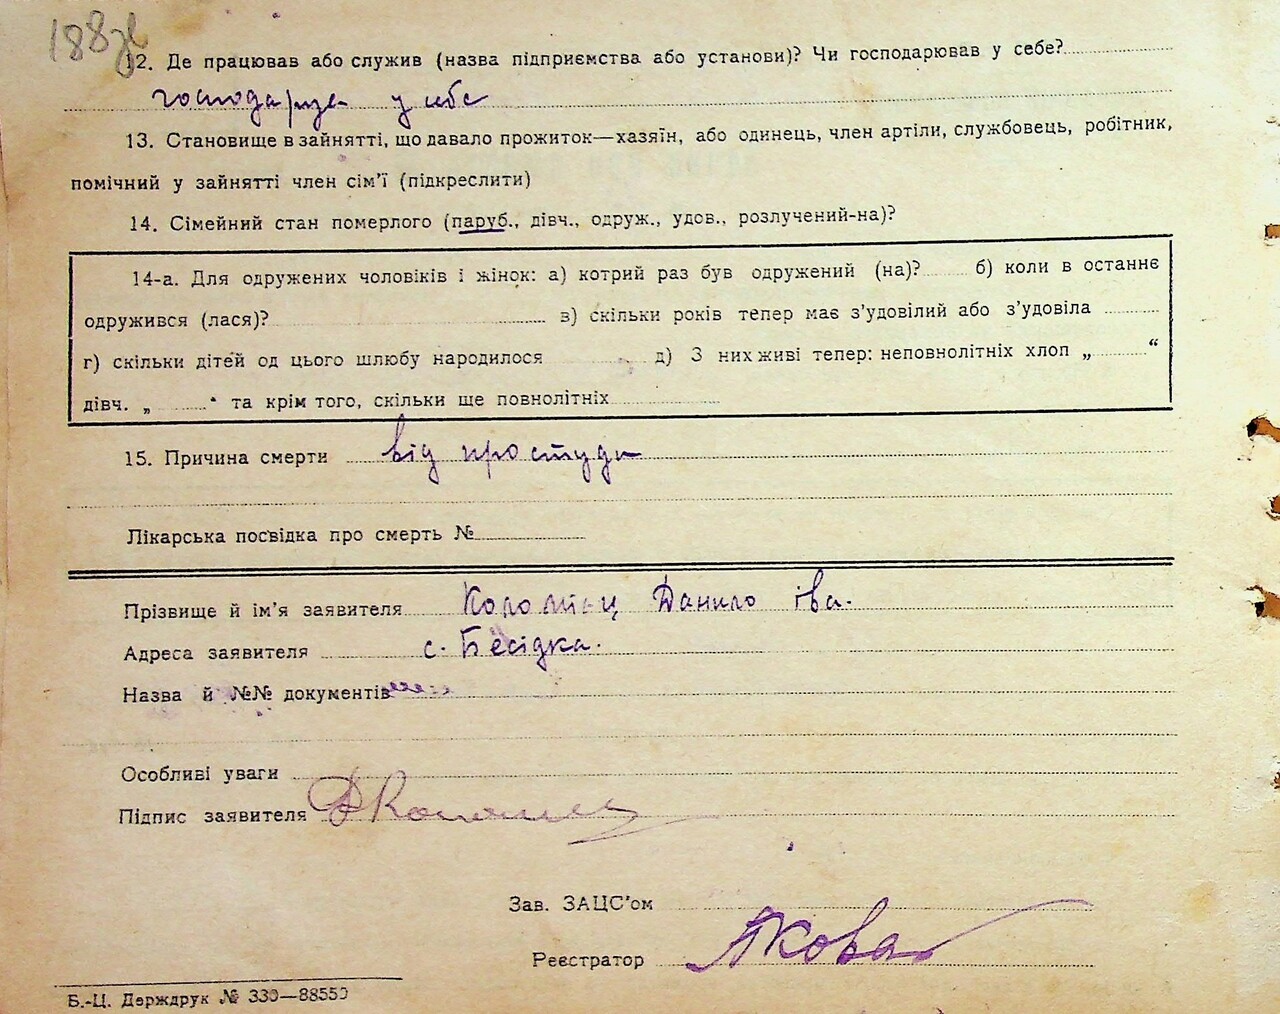 188зв
12. Де працював або служив (назва підприємства або установи)? Чи господарював у себе?
господарює у себе
13. Становище в зайнятті, що давало прожиток—хазяїн, або одинець, член артіли, службовець, робітник,
помічний у зайнятті член сім’ї (підкреслити)
14. Сімейний стан померлого (паруб., дівч., одруж., удов., розлучений-на)?
14-а. Для одружених чоловіків і жінок: а) котрий раз був одружений (на)? б) коли в останнє
одружився (лася)? в) скільки років тепер має з’удовілий або з’удовіла
г) скільки дітей од цього шлюбу народилося д) З них живі тепер: неповнолітніх хлоп „ “
дівч. „ “ та крім того, скільки ще повнолітніх
15. Причина смерти від простуди
Лікарська посвідка про смерть №
Прізвище й ім’я заявителя Коломієц Данило Іва.
Адреса заявителя с. Бесідка.
Назва й №№ документів
Особливі уваги
Підпис заявителя
Зав. ЗАЦС’ом
Реєстратор
Б.-Ц. Держдрук № 330—88550